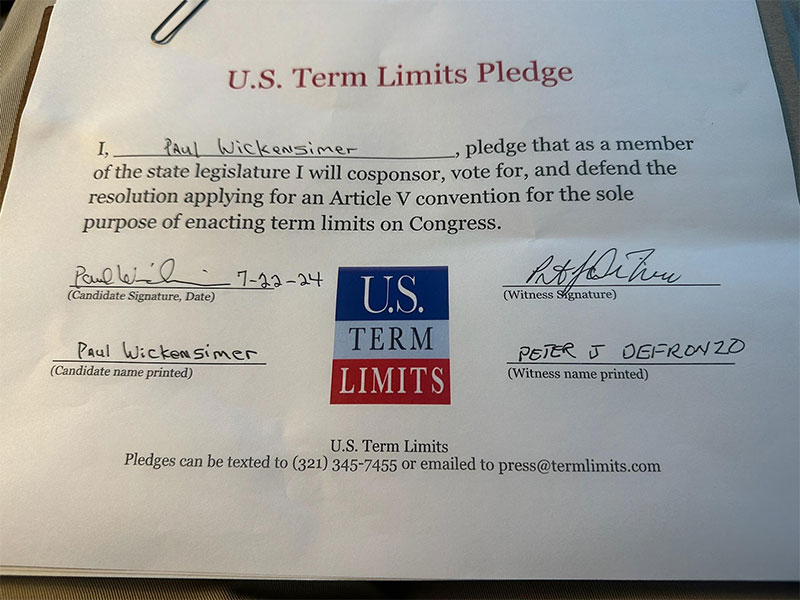 U.S. Term Limits Pledge
I, Paul Wickensimer, pledge that as a member
of the state legislature I will cosponsor, vote for, and defend the
resolution applying for an Article V convention for the sole
purpose of enacting term limits on Congress.
7-22-24
(Candidate Signature, Date)
(Witness Signature)
Paul Wickensimer
(Candidate name printed)
PETER J DEFRONZO
(Witness name printed)
U.S.
TERM
LIMITS
U.S. Term Limits
Pledges can be texted to (321) 345-7455 or emailed to press@termlimits.com